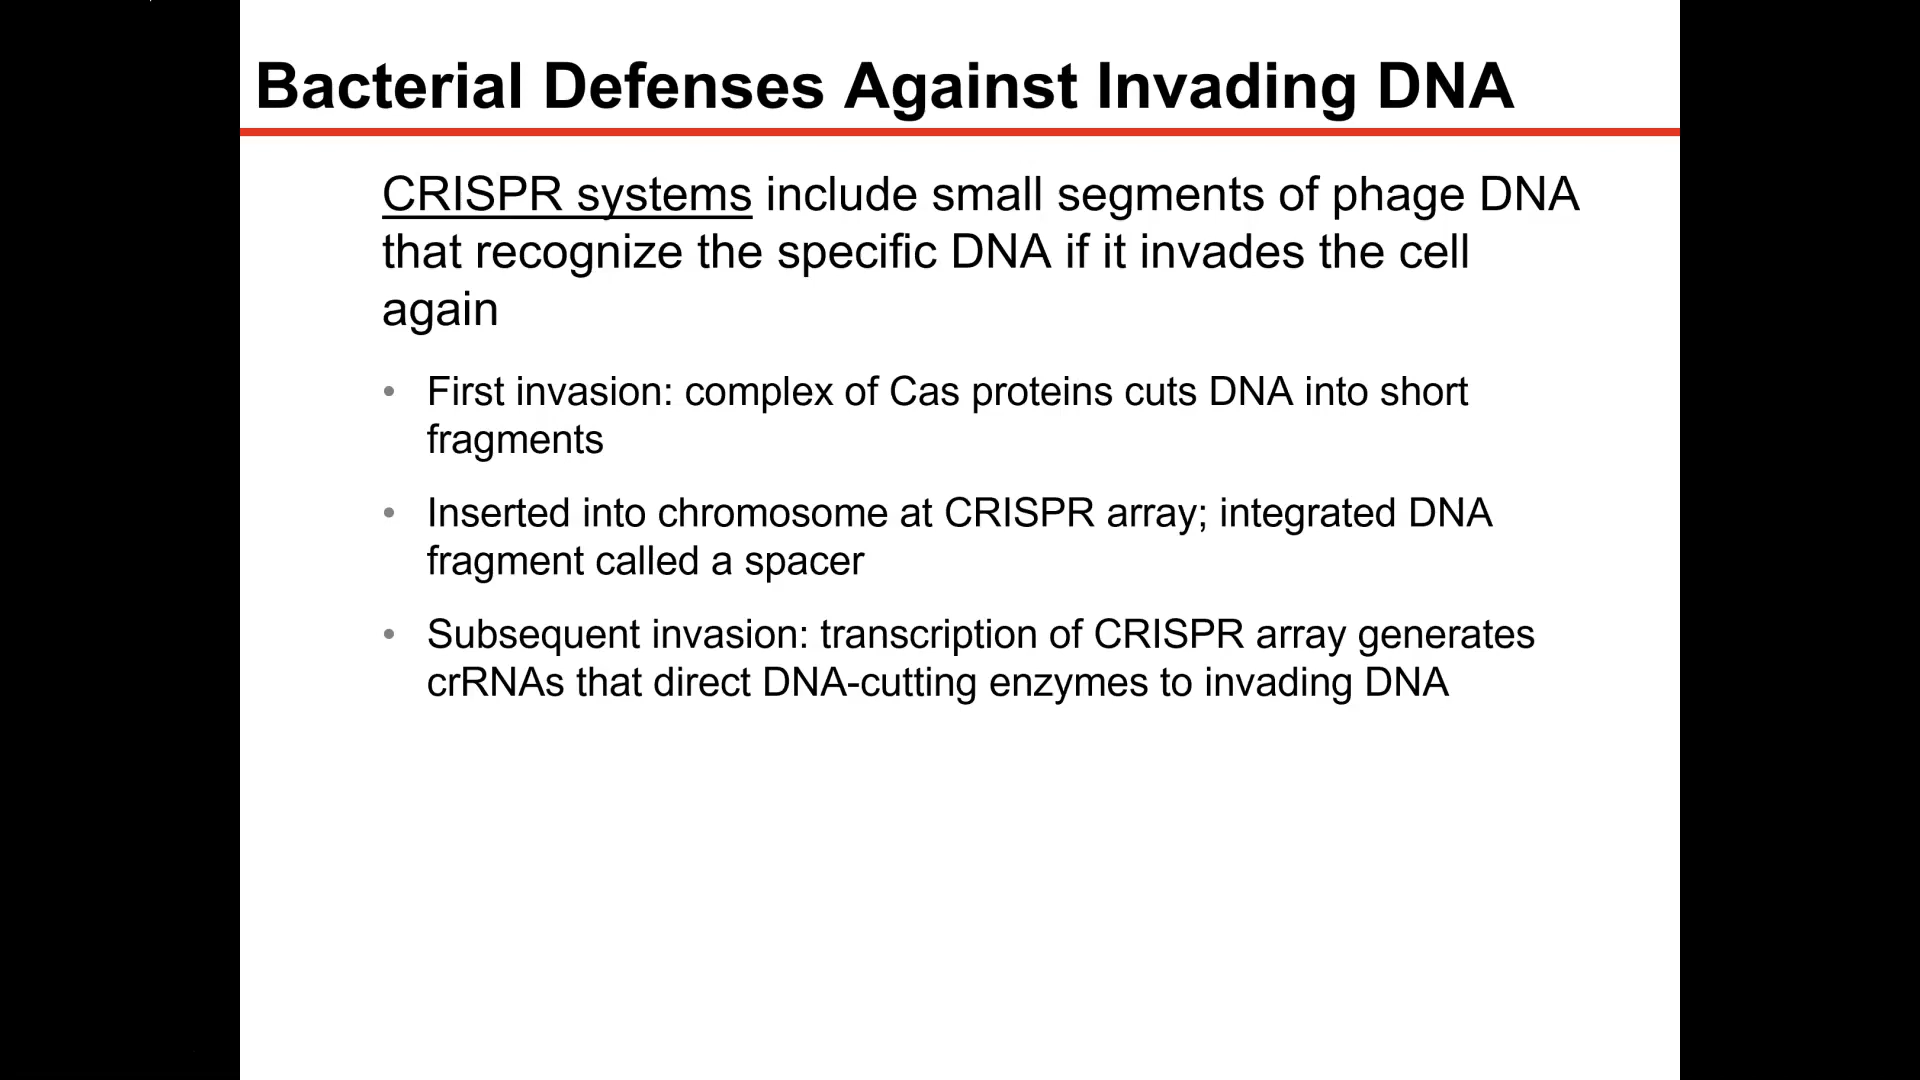 Bacterial Defenses Against Invading DNA
CRISPR systems include small segments of phage DNA
that recognize the specific DNA if it invades the cell
again
• First invasion: complex of Cas proteins cuts DNA into short
fragments
• Inserted into chromosome at CRISPR array; integrated DNA
fragment called a spacer
• Subsequent invasion: transcription of CRISPR array generates
crRNAs that direct DNA-cutting enzymes to invading DNA